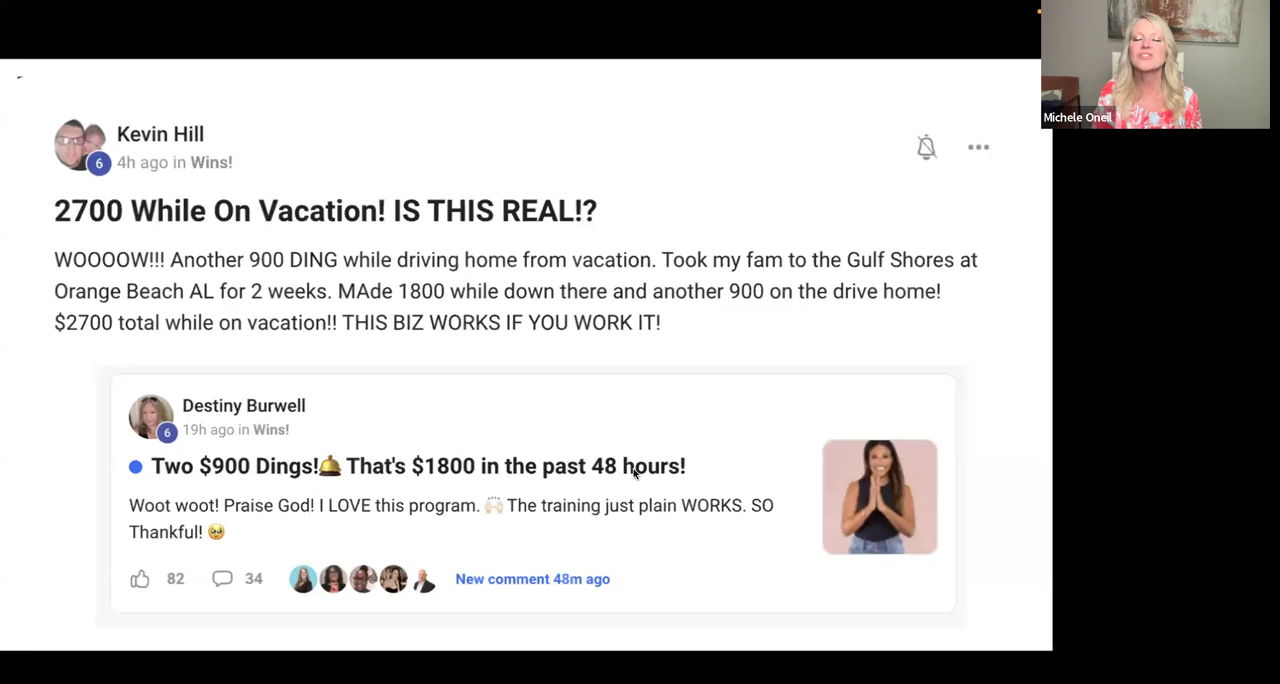 Michele Oneil
Kevin Hill
6
4h ago in Wins!
2700 While On Vacation! IS THIS REAL!?
WOOOOW!!! Another 900 DING while driving home from vacation. Took my fam to the Gulf Shores at
Orange Beach AL for 2 weeks. MAde 1800 while down there and another 900 on the drive home!
$2700 total while on vacation!! THIS BIZ WORKS IF YOU WORK IT!
Destiny Burwell
6
19h ago in Wins!
Two $900 Dings!🛎️ That's $1800 in the past 48 hours!
Woot woot! Praise God! I LOVE this program. 🙌🏻 The training just plain WORKS. SO
Thankful! 🥹
82 34 New comment 48m ago